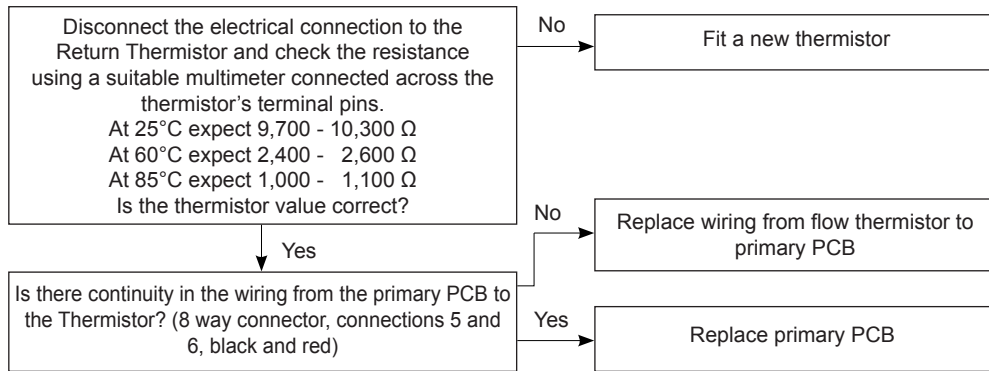 Disconnect the electrical connection to the
Return Thermistor and check the resistance
using a suitable multimeter connected across the
thermistor's terminal pins.
At 25°C expect 9,700 - 10,300 Ω
At 60°C expect 2,400 - 2,600 Ω
At 85°C expect 1,000 - 1,100 Ω
Is the thermistor value correct?
No
Fit a new thermistor
Yes
Is there continuity in the wiring from the primary PCB to
the Thermistor? (8 way connector, connections 5 and
6, black and red)
No
Replace wiring from flow thermistor to
primary PCB
Yes
Replace primary PCB